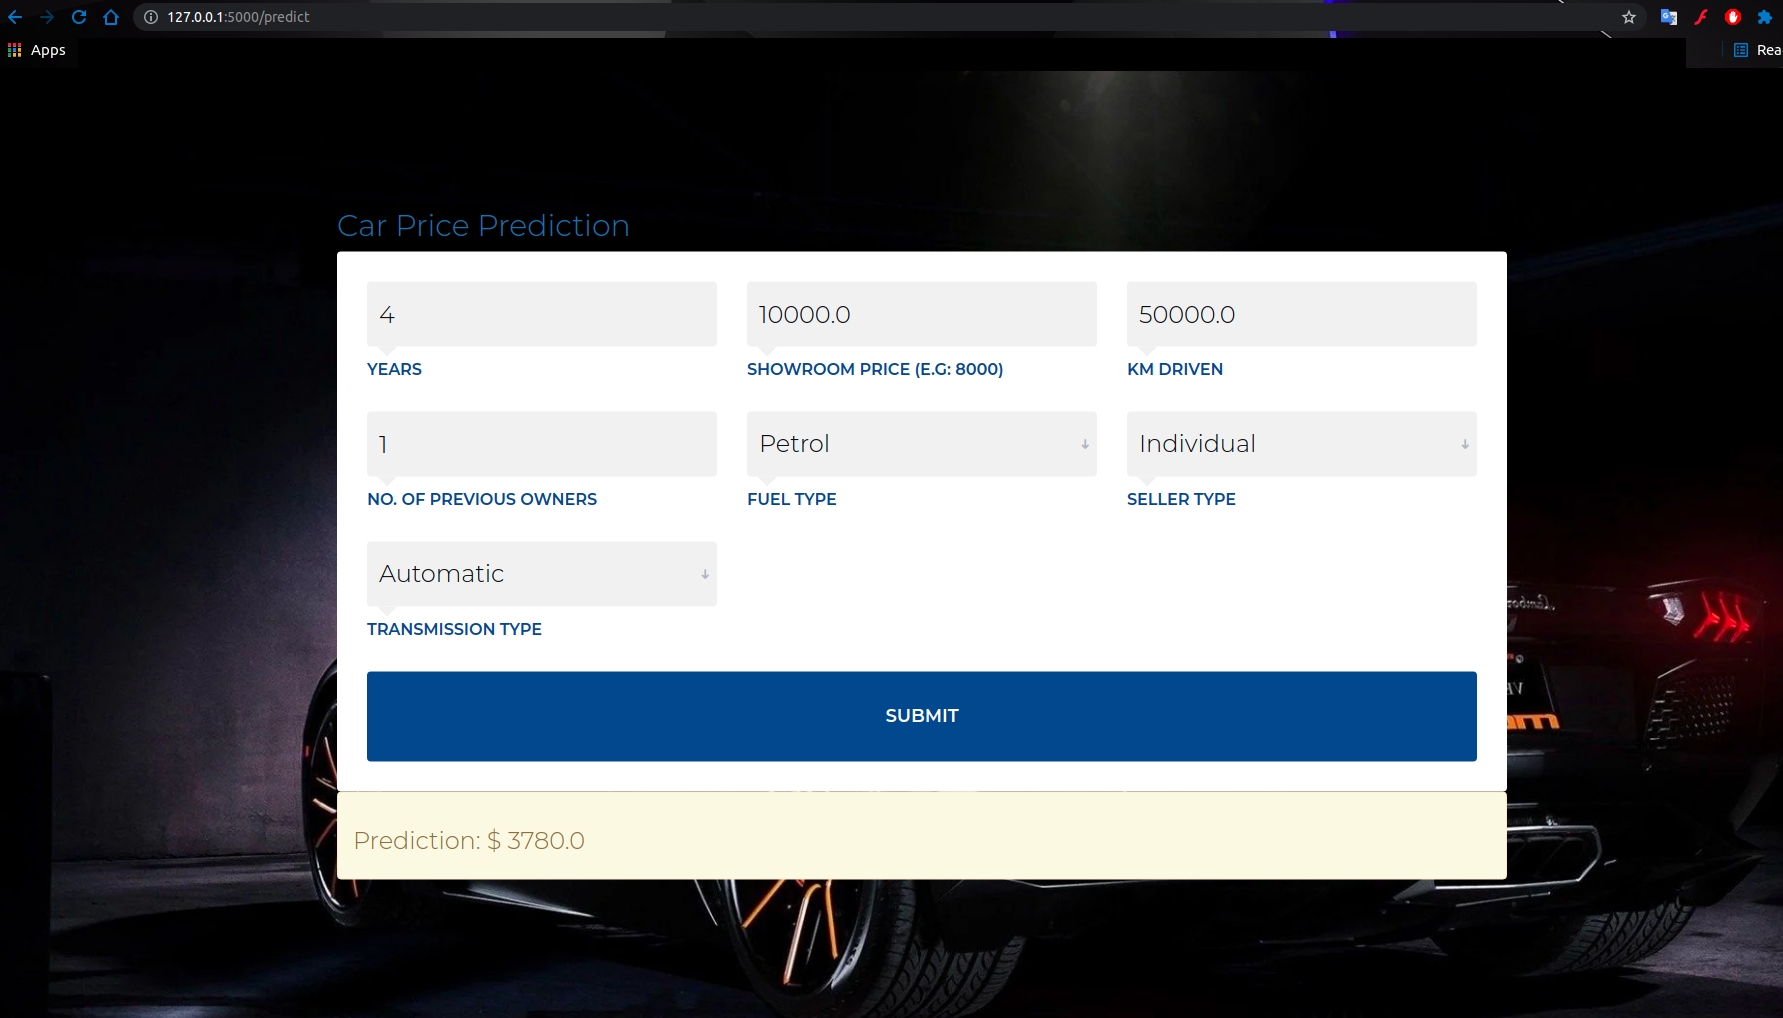 127.0.0.1:5000/predict
Apps
Rea
Car Price Prediction
4
10000.0
50000.0
YEARS
SHOWROOM PRICE (E.G: 8000)
KM DRIVEN
1
Petrol
Individual
NO. OF PREVIOUS OWNERS
FUEL TYPE
SELLER TYPE
Automatic
TRANSMISSION TYPE
SUBMIT
Prediction: $ 3780.0